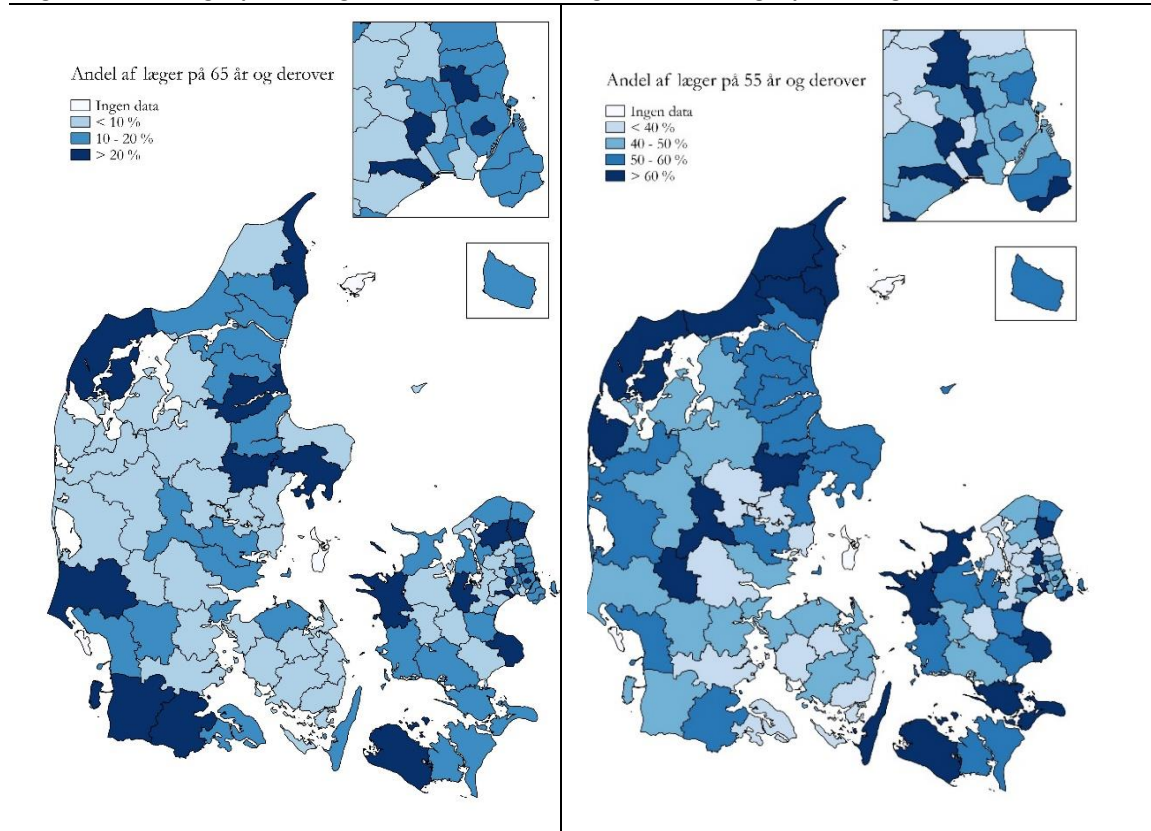 Andel af læger på 65 år og derover
Ingen data
< 10 %
10 - 20 %
> 20 %
Andel af læger på 55 år og derover
Ingen data
< 40 %
40 - 50 %
50 - 60 %
> 60 %